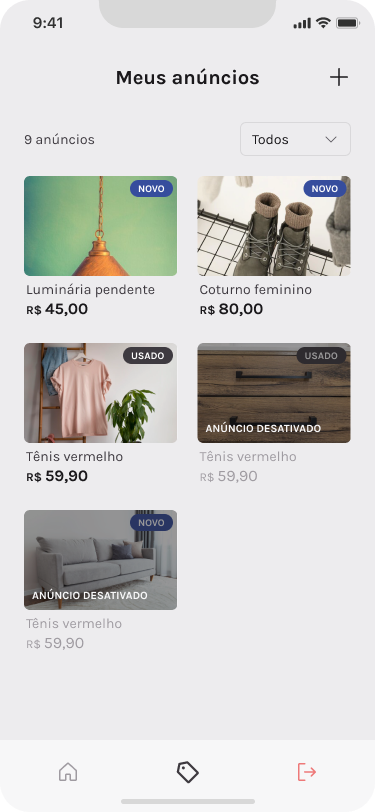 9:41
Meus anúncios
9 anúncios
Todos
NOVO
NOVO
Luminária pendente
Coturno feminino
R$ 45,00
R$ 80,00
USADO
USADO
ANÚNCIO DESATIVADO
Tênis vermelho
Tênis vermelho
R$ 59,90
R$ 59,90
NOVO
ANÚNCIO DESATIVADO
Tênis vermelho
R$ 59,90